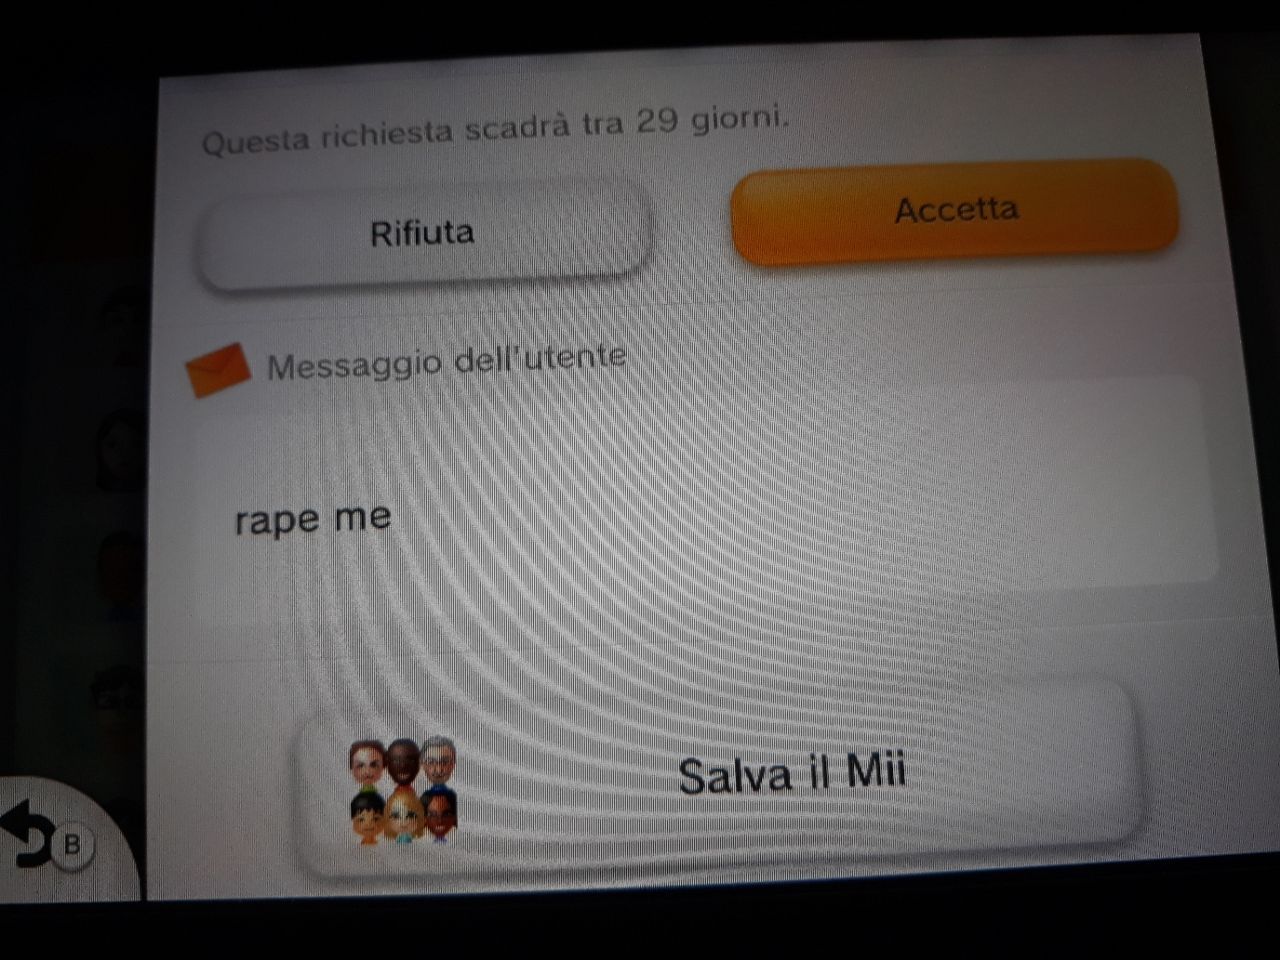 Questa richiesta scadrà tra 29 giorni.
Rifiuta
Accetta
Messaggio dell'utente
rape me
Salva il Mii
B